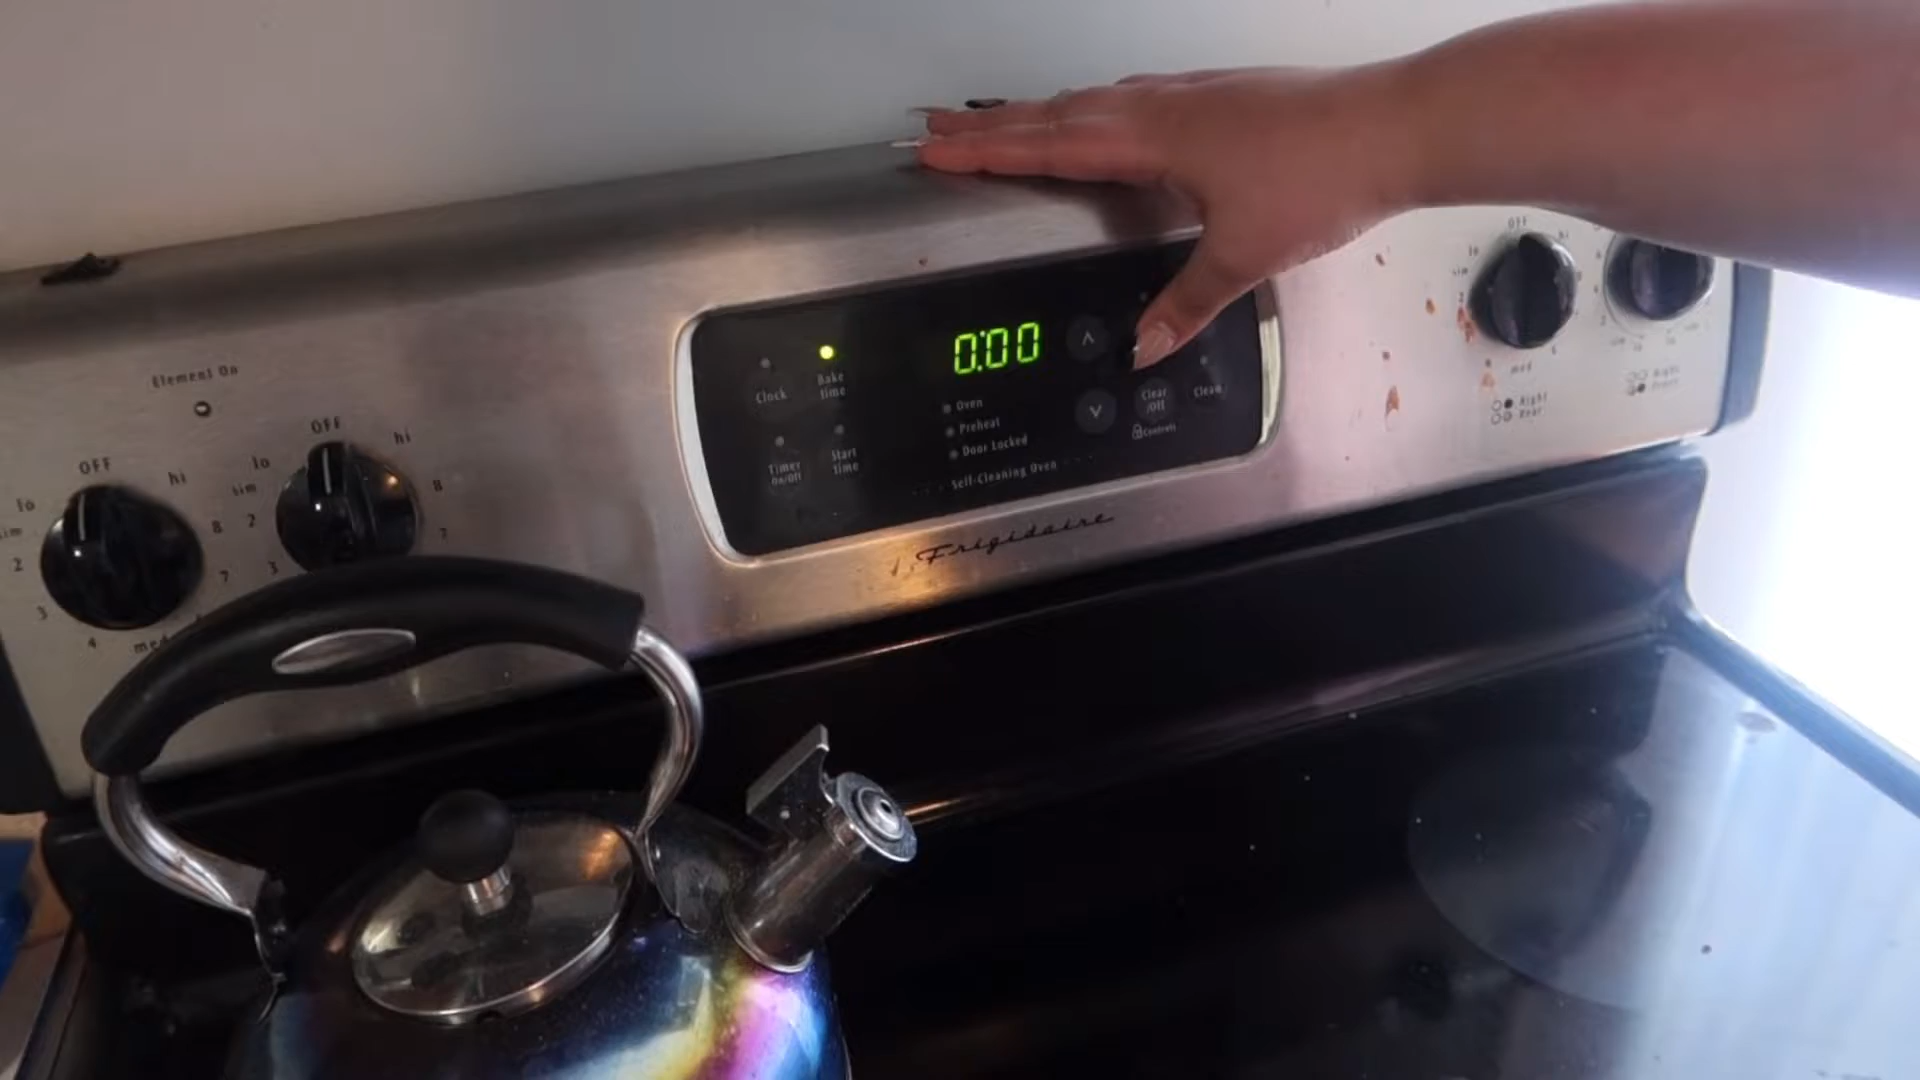 Element On
OFF
lo
hi
sim
8
2
7
3
4
med
OFF
lo
hi
sim
8
2
7
3
Clock
Bake
time
Timer
On/Off
Start
time
0:00
Oven
Preheat
Door Locked
Self-Cleaning Oven
Clear
/Off
Controls
Clean
Frigidaire
OFF
lo
hi
sim
2
6
med
Right
Rear
Right
Front